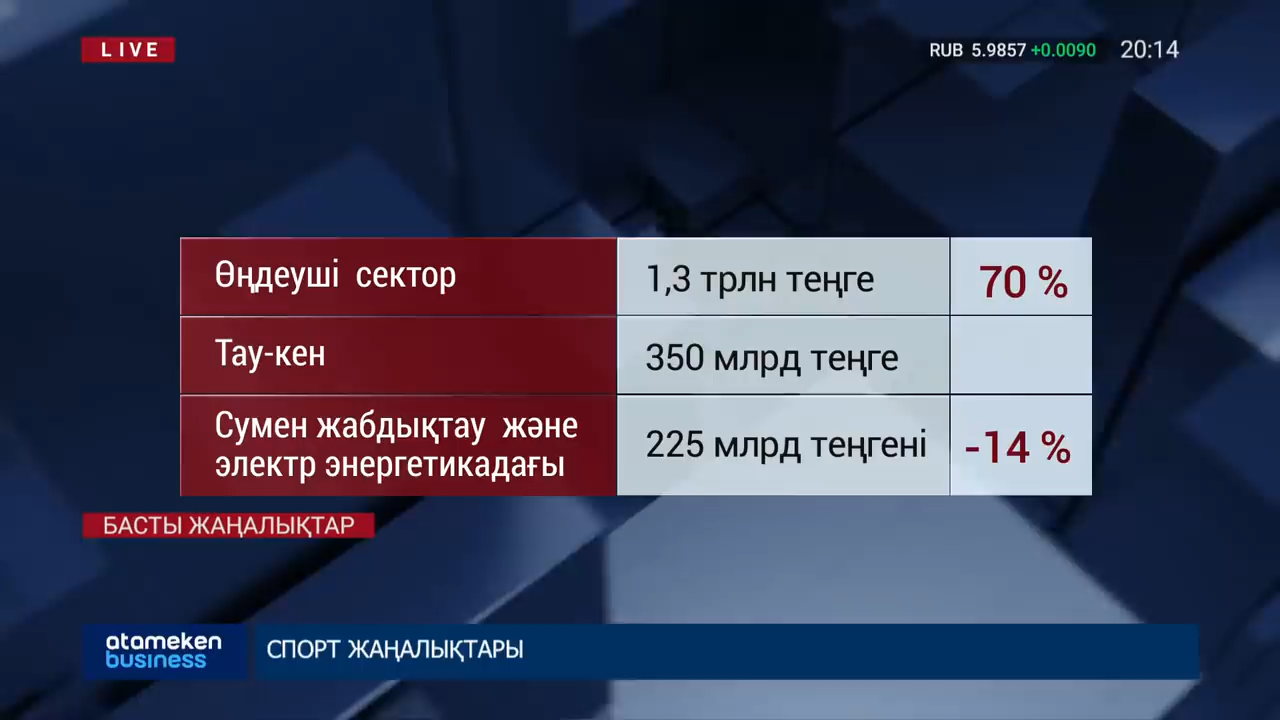 LIVE
RUB 5.9857 +0.0090 20:14
Өңдеуші сектор 1,3 трлн теңге 70 %
Тау-кен 350 млрд теңге
Сумен жабдықтау және
электр энергетикадағы 225 млрд теңгені -14 %
БАСТЫ ЖАҢАЛЫҚТАР
atameken
business
СПОРТ ЖАҢАЛЫҚТАРЫ